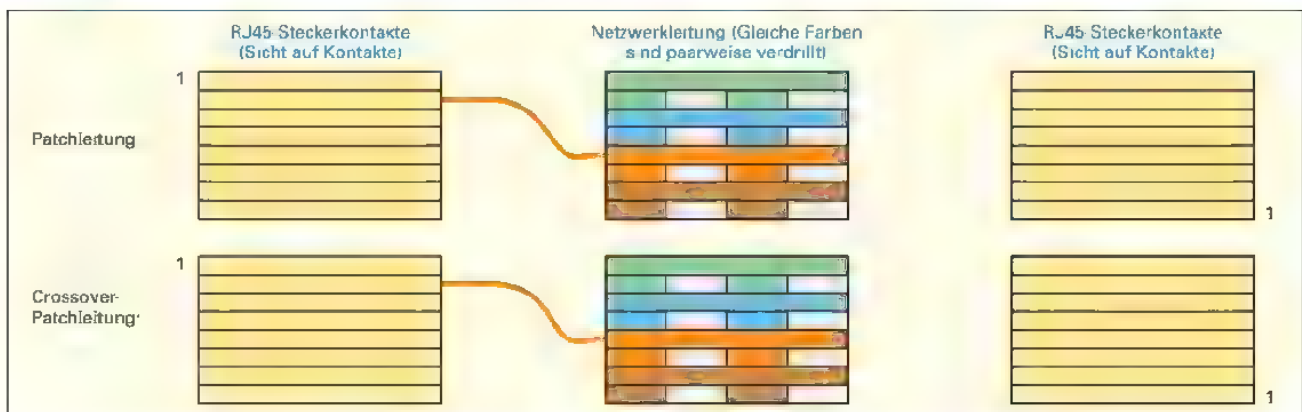 RJ45-Steckerkontakte
(Sicht auf Kontakte)
Netzwerkleitung (Gleiche Farben
sind paarweise verdrillt)
RJ45-Steckerkontakte
(Sicht auf Kontakte)
1
Patchleitung
1
1
Crossover-
Patchleitung
1